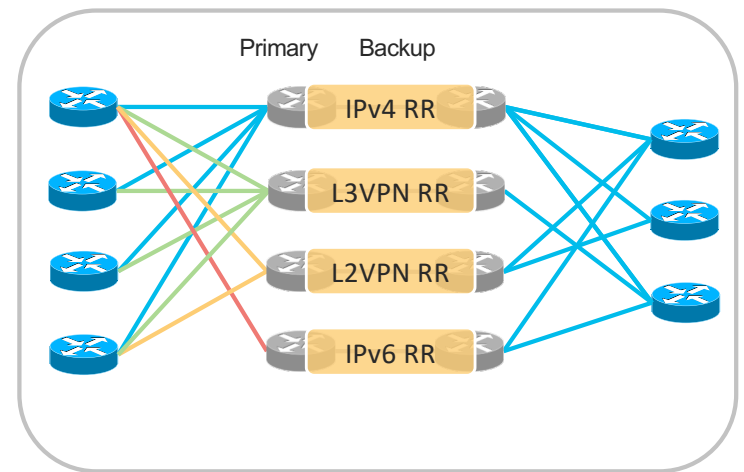 Primary Backup
IPv4 RR
L3VPN RR
L2VPN RR
IPv6 RR